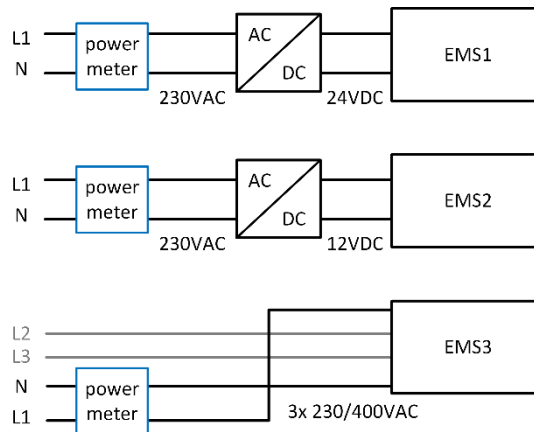 L1
power
meter
AC
DC
EMS1
N
230VAC
24VDC
L1
power
meter
AC
DC
EMS2
N
230VAC
12VDC
L2
L3
EMS3
N
power
meter
L1
3x 230/400VAC